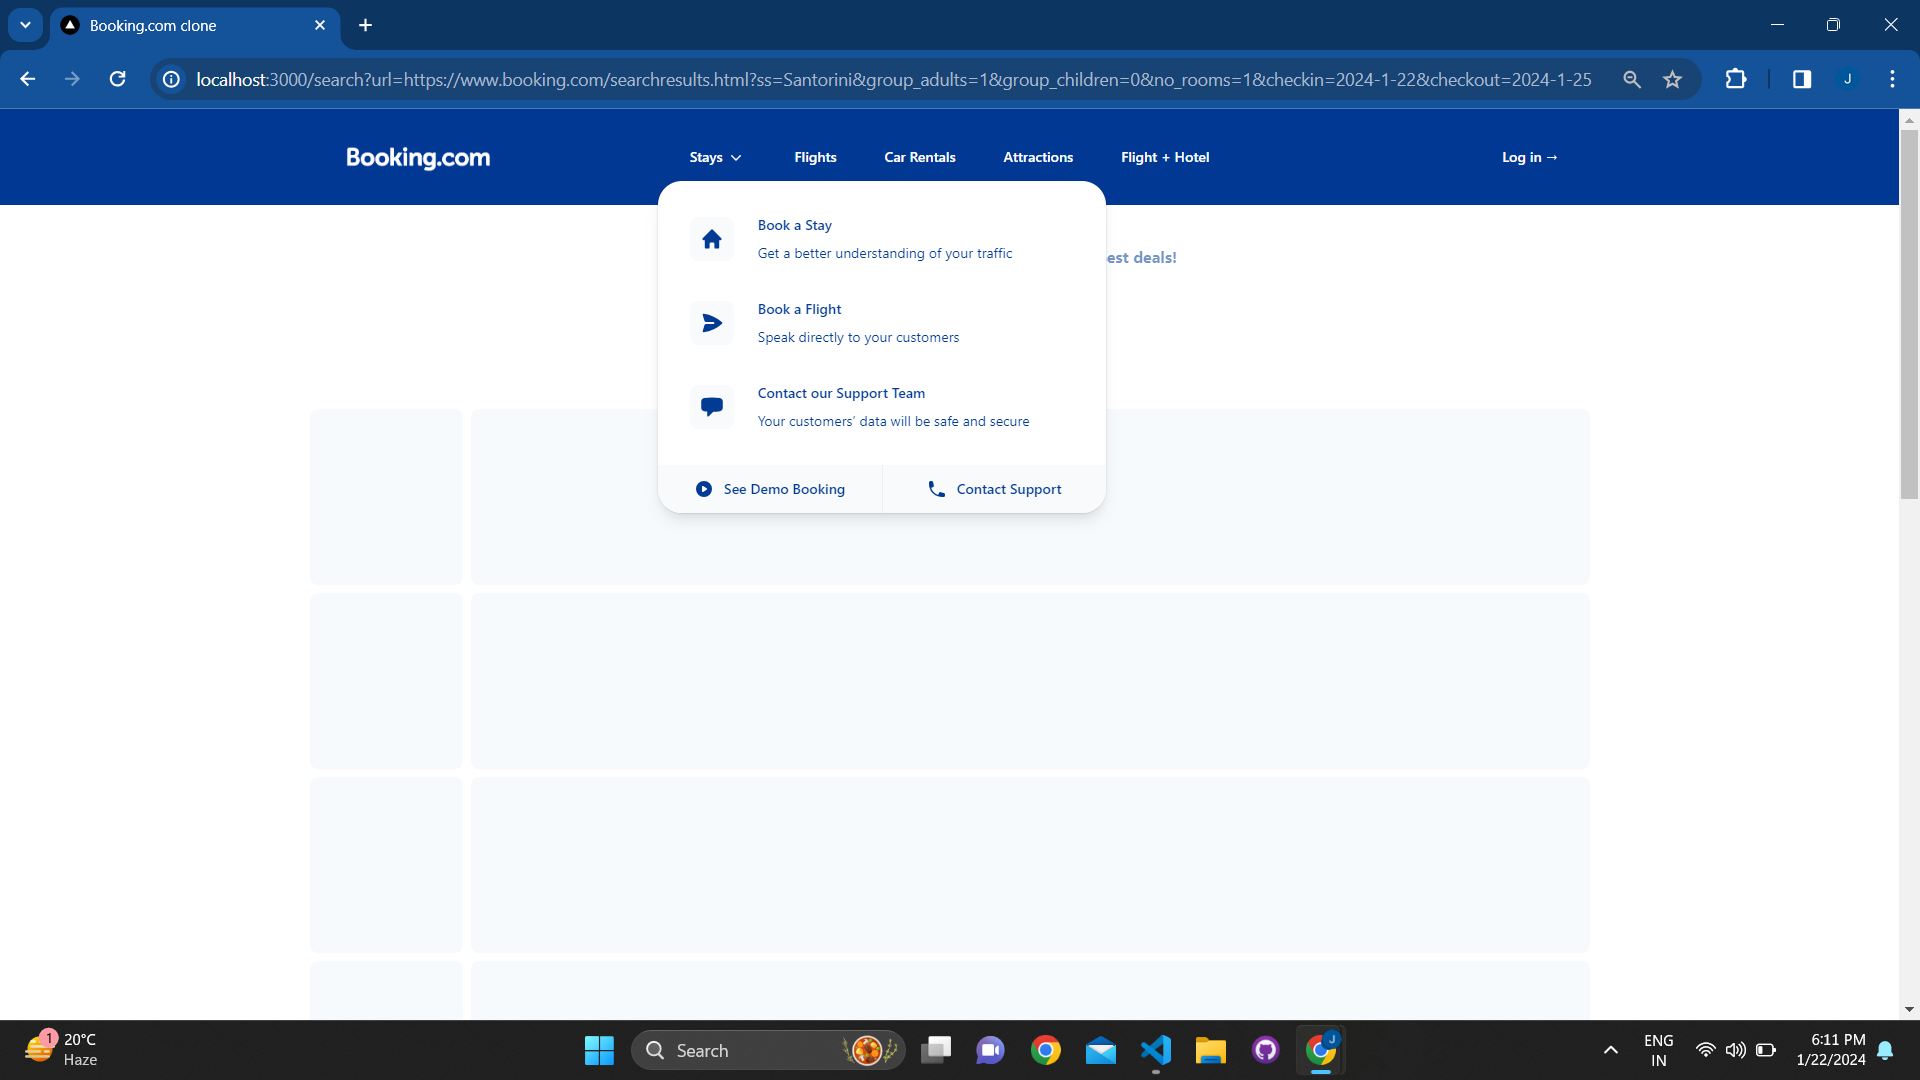 Booking.com clone
localhost:3000/search?url=https://www.booking.com/searchresults.html?ss=Santorini&group_adults=1&group_children=0&no_rooms=1&checkin=2024-1-22&checkout=2024-1-25
J
Booking.com
Stays
Flights
Car Rentals
Attractions
Flight + Hotel
Log in →
Book a Stay
Get a better understanding of your traffic
est deals!
Book a Flight
Speak directly to your customers
Contact our Support Team
Your customers’ data will be safe and secure
See Demo Booking
Contact Support
1
20°C
Haze
Search
J
ENG
IN
6:11 PM
1/22/2024